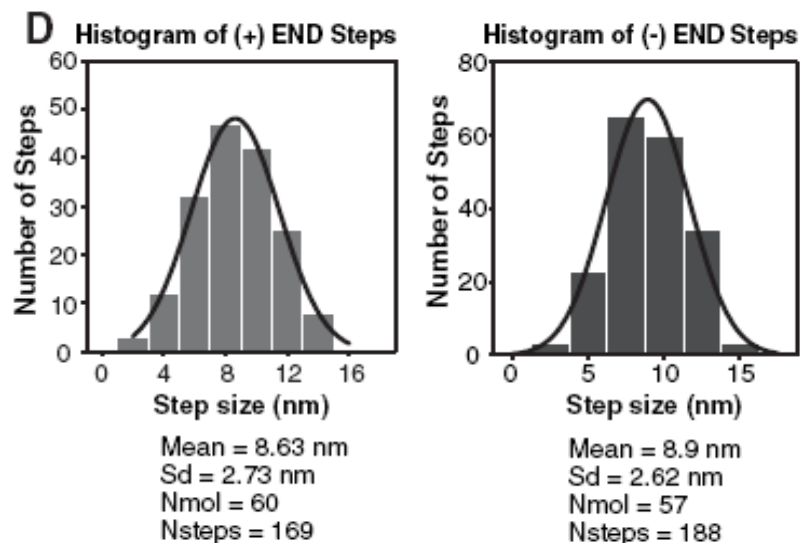 D Histogram of (+) END Steps
60
50
40
30
20
10
0
Number of Steps
0 4 8 12 16
Step size (nm)
Mean = 8.63 nm
Sd = 2.73 nm
Nmol = 60
Nsteps = 169
Histogram of (-) END Steps
80
60
40
20
0
Number of Steps
0 5 10 15
Step size (nm)
Mean = 8.9 nm
Sd = 2.62 nm
Nmol = 57
Nsteps = 188